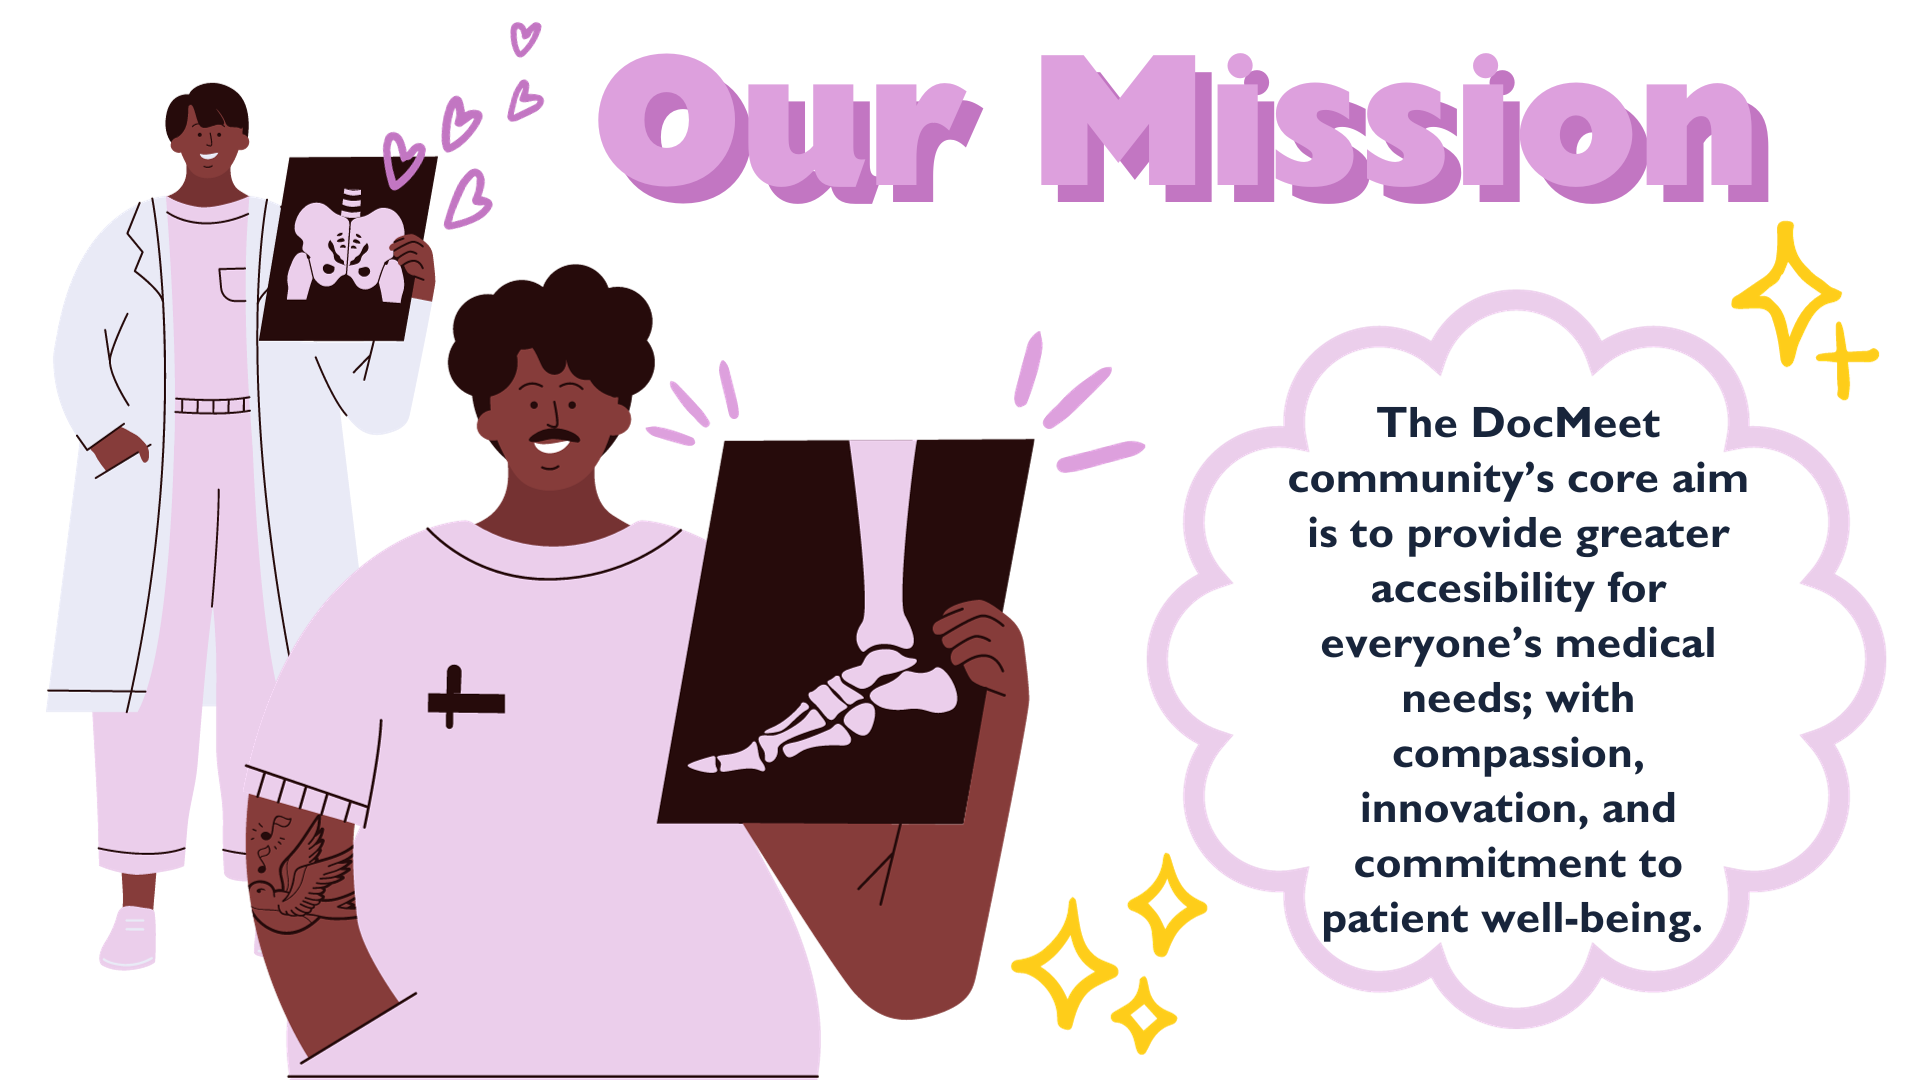 Our Mission
The DocMeet
community’s core aim
is to provide greater
accesibility for
everyone’s medical
needs; with
compassion,
innovation, and
commitment to
patient well-being.